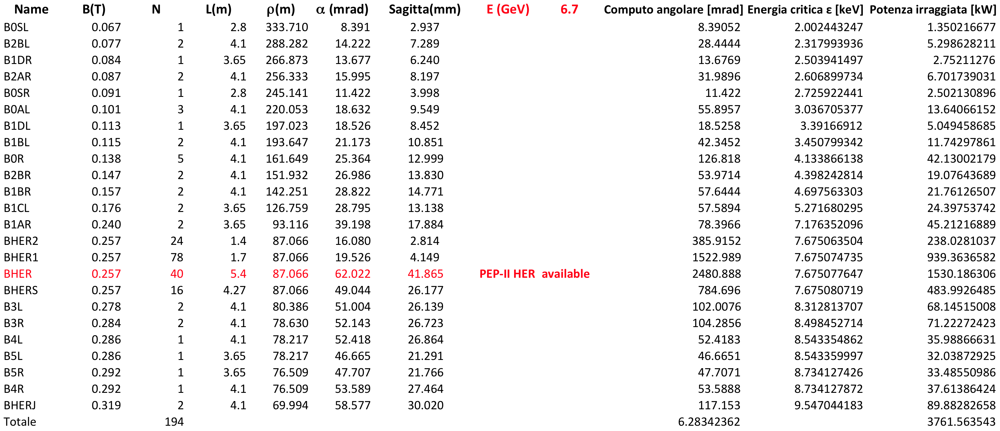 Name B(T) N L(m) ρ(m) α (mrad) Sagitta(mm) E (GeV) 6.7 Computo angolare [mrad] Energia critica ε [keV] Potenza irraggiata [kW]
B0SL 0.067 1 2.8 333.710 8.391 2.937 8.39052 2.002443247 1.350216677
B2BL 0.077 2 4.1 288.282 14.222 7.289 28.4444 2.317993936 5.298628211
B1DR 0.084 1 3.65 266.873 13.677 6.240 13.6769 2.503941497 2.75211276
B2AR 0.087 2 4.1 256.333 15.995 8.197 31.9896 2.606899734 6.701739031
B0SR 0.091 1 2.8 245.141 11.422 3.998 11.422 2.725922441 2.502130896
B0AL 0.101 3 4.1 220.053 18.632 9.549 55.8957 3.036705377 13.64066152
B1DL 0.113 1 3.65 197.023 18.526 8.452 18.5258 3.39166912 5.049458685
B1BL 0.115 2 4.1 193.647 21.173 10.851 42.3452 3.450799342 11.74297861
B0R 0.138 5 4.1 161.649 25.364 12.999 126.818 4.133866138 42.13002179
B2BR 0.147 2 4.1 151.932 26.986 13.830 53.9714 4.398242814 19.07643689
B1BR 0.157 2 4.1 142.251 28.822 14.771 57.6444 4.697563303 21.76126507
B1CL 0.176 2 3.65 126.759 28.795 13.138 57.5894 5.271680295 24.39753742
B1AR 0.240 2 3.65 93.116 39.198 17.884 78.3966 7.176352096 45.21216889
BHER2 0.257 24 1.4 87.066 16.080 2.814 385.9152 7.675063504 238.0281037
BHER1 0.257 78 1.7 87.066 19.526 4.149 1522.989 7.675074735 939.3636582
BHER 0.257 40 5.4 87.066 62.022 41.865 PEP-II HER available 2480.888 7.675077647 1530.186306
BHERS 0.257 16 4.27 87.066 49.044 26.177 784.696 7.675080719 483.9926485
B3L 0.278 2 4.1 80.386 51.004 26.139 102.0076 8.312813707 68.14515008
B3R 0.284 2 4.1 78.630 52.143 26.723 104.2856 8.498452714 71.22272423
B4L 0.286 1 4.1 78.217 52.418 26.864 52.4183 8.543354862 35.98866631
B5L 0.286 1 3.65 78.217 46.665 21.291 46.6651 8.543359997 32.03872925
B5R 0.292 1 3.65 76.509 47.707 21.766 47.7071 8.734127426 33.48550986
B4R 0.292 1 4.1 76.509 53.589 27.464 53.5888 8.734127872 37.61386424
BHERJ 0.319 2 4.1 69.994 58.577 30.020 117.153 9.547044183 89.88282658
Totale 194 6.28342362 3761.563543